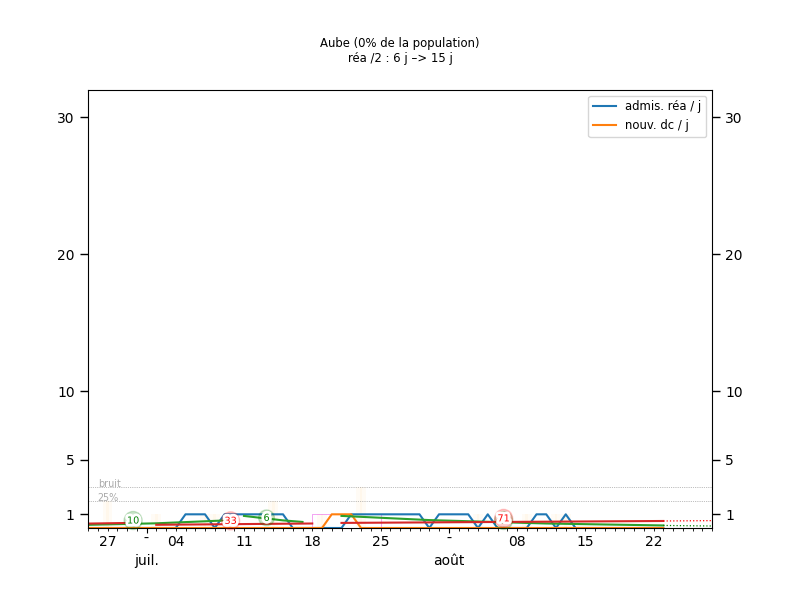 Aube (0% de la population)
réa /2 : 6 j –> 15 j
admis. réa / j
nouv. dc / j
30 30
20 20
10 10
5 5
bruit
25%
1 1
10 33 6 71
27 - 04 11 18 25 - 08 15 22
juil. août